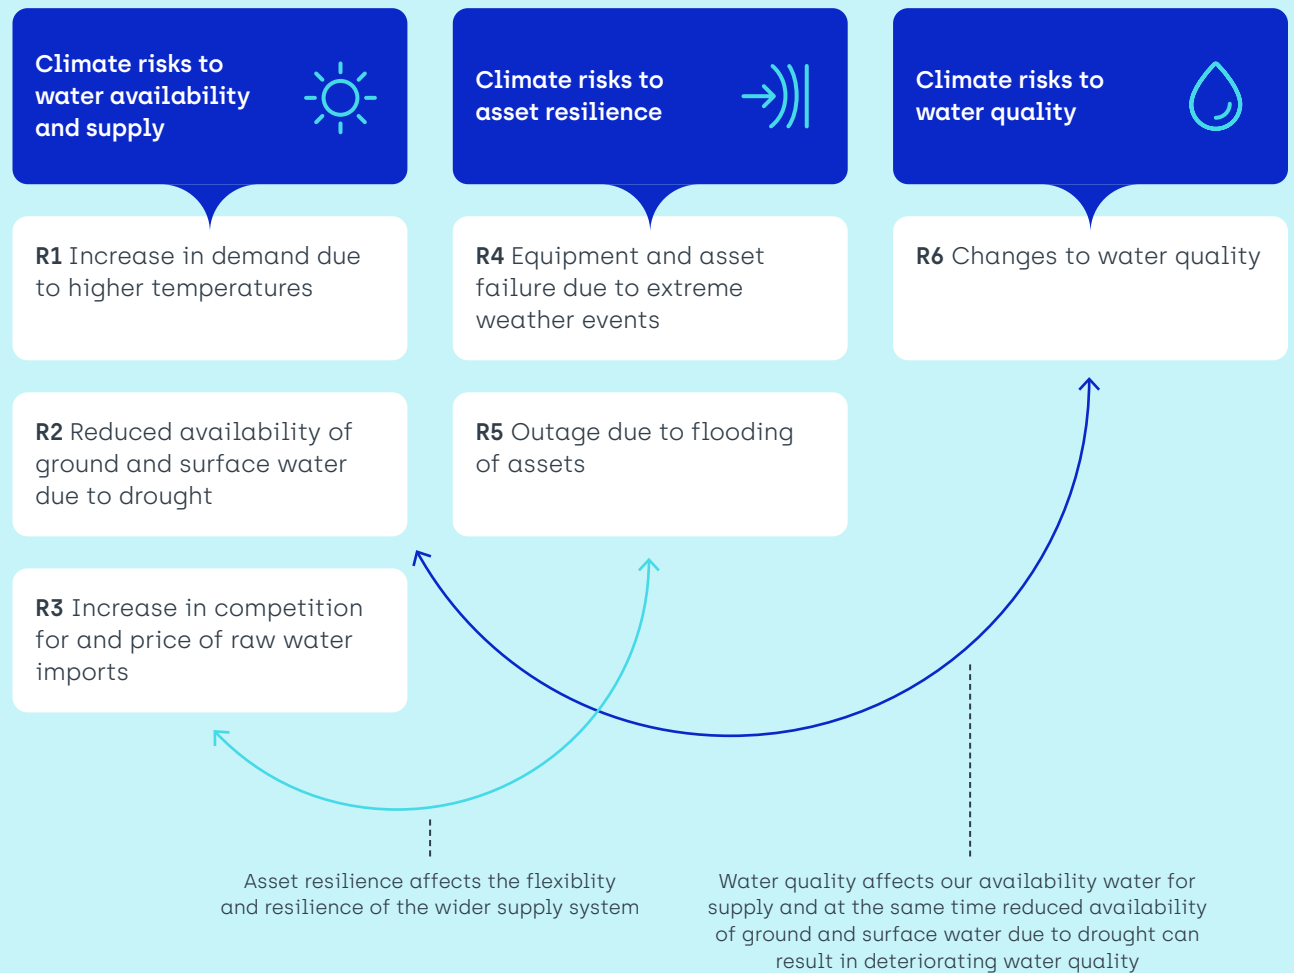 Climate risks to
water availability
and supply
R1 Increase in demand due
to higher temperatures
R2 Reduced availability of
ground and surface water
due to drought
R3 Increase in competition
for and price of raw water
imports
Climate risks to
asset resilience
R4 Equipment and asset
failure due to extreme
weather events
R5 Outage due to flooding
of assets
Climate risks to
water quality
R6 Changes to water quality
Asset resilience affects the flexiblity
and resilience of the wider supply system
Water quality affects our availability water for
supply and at the same time reduced availability
of ground and surface water due to drought can
result in deteriorating water quality